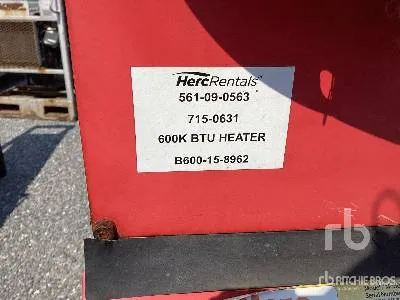 HercRentals
561-09-0563
715-0631
600K BTU HEATER
B600-15-8962
rb
RITCHIE BROS